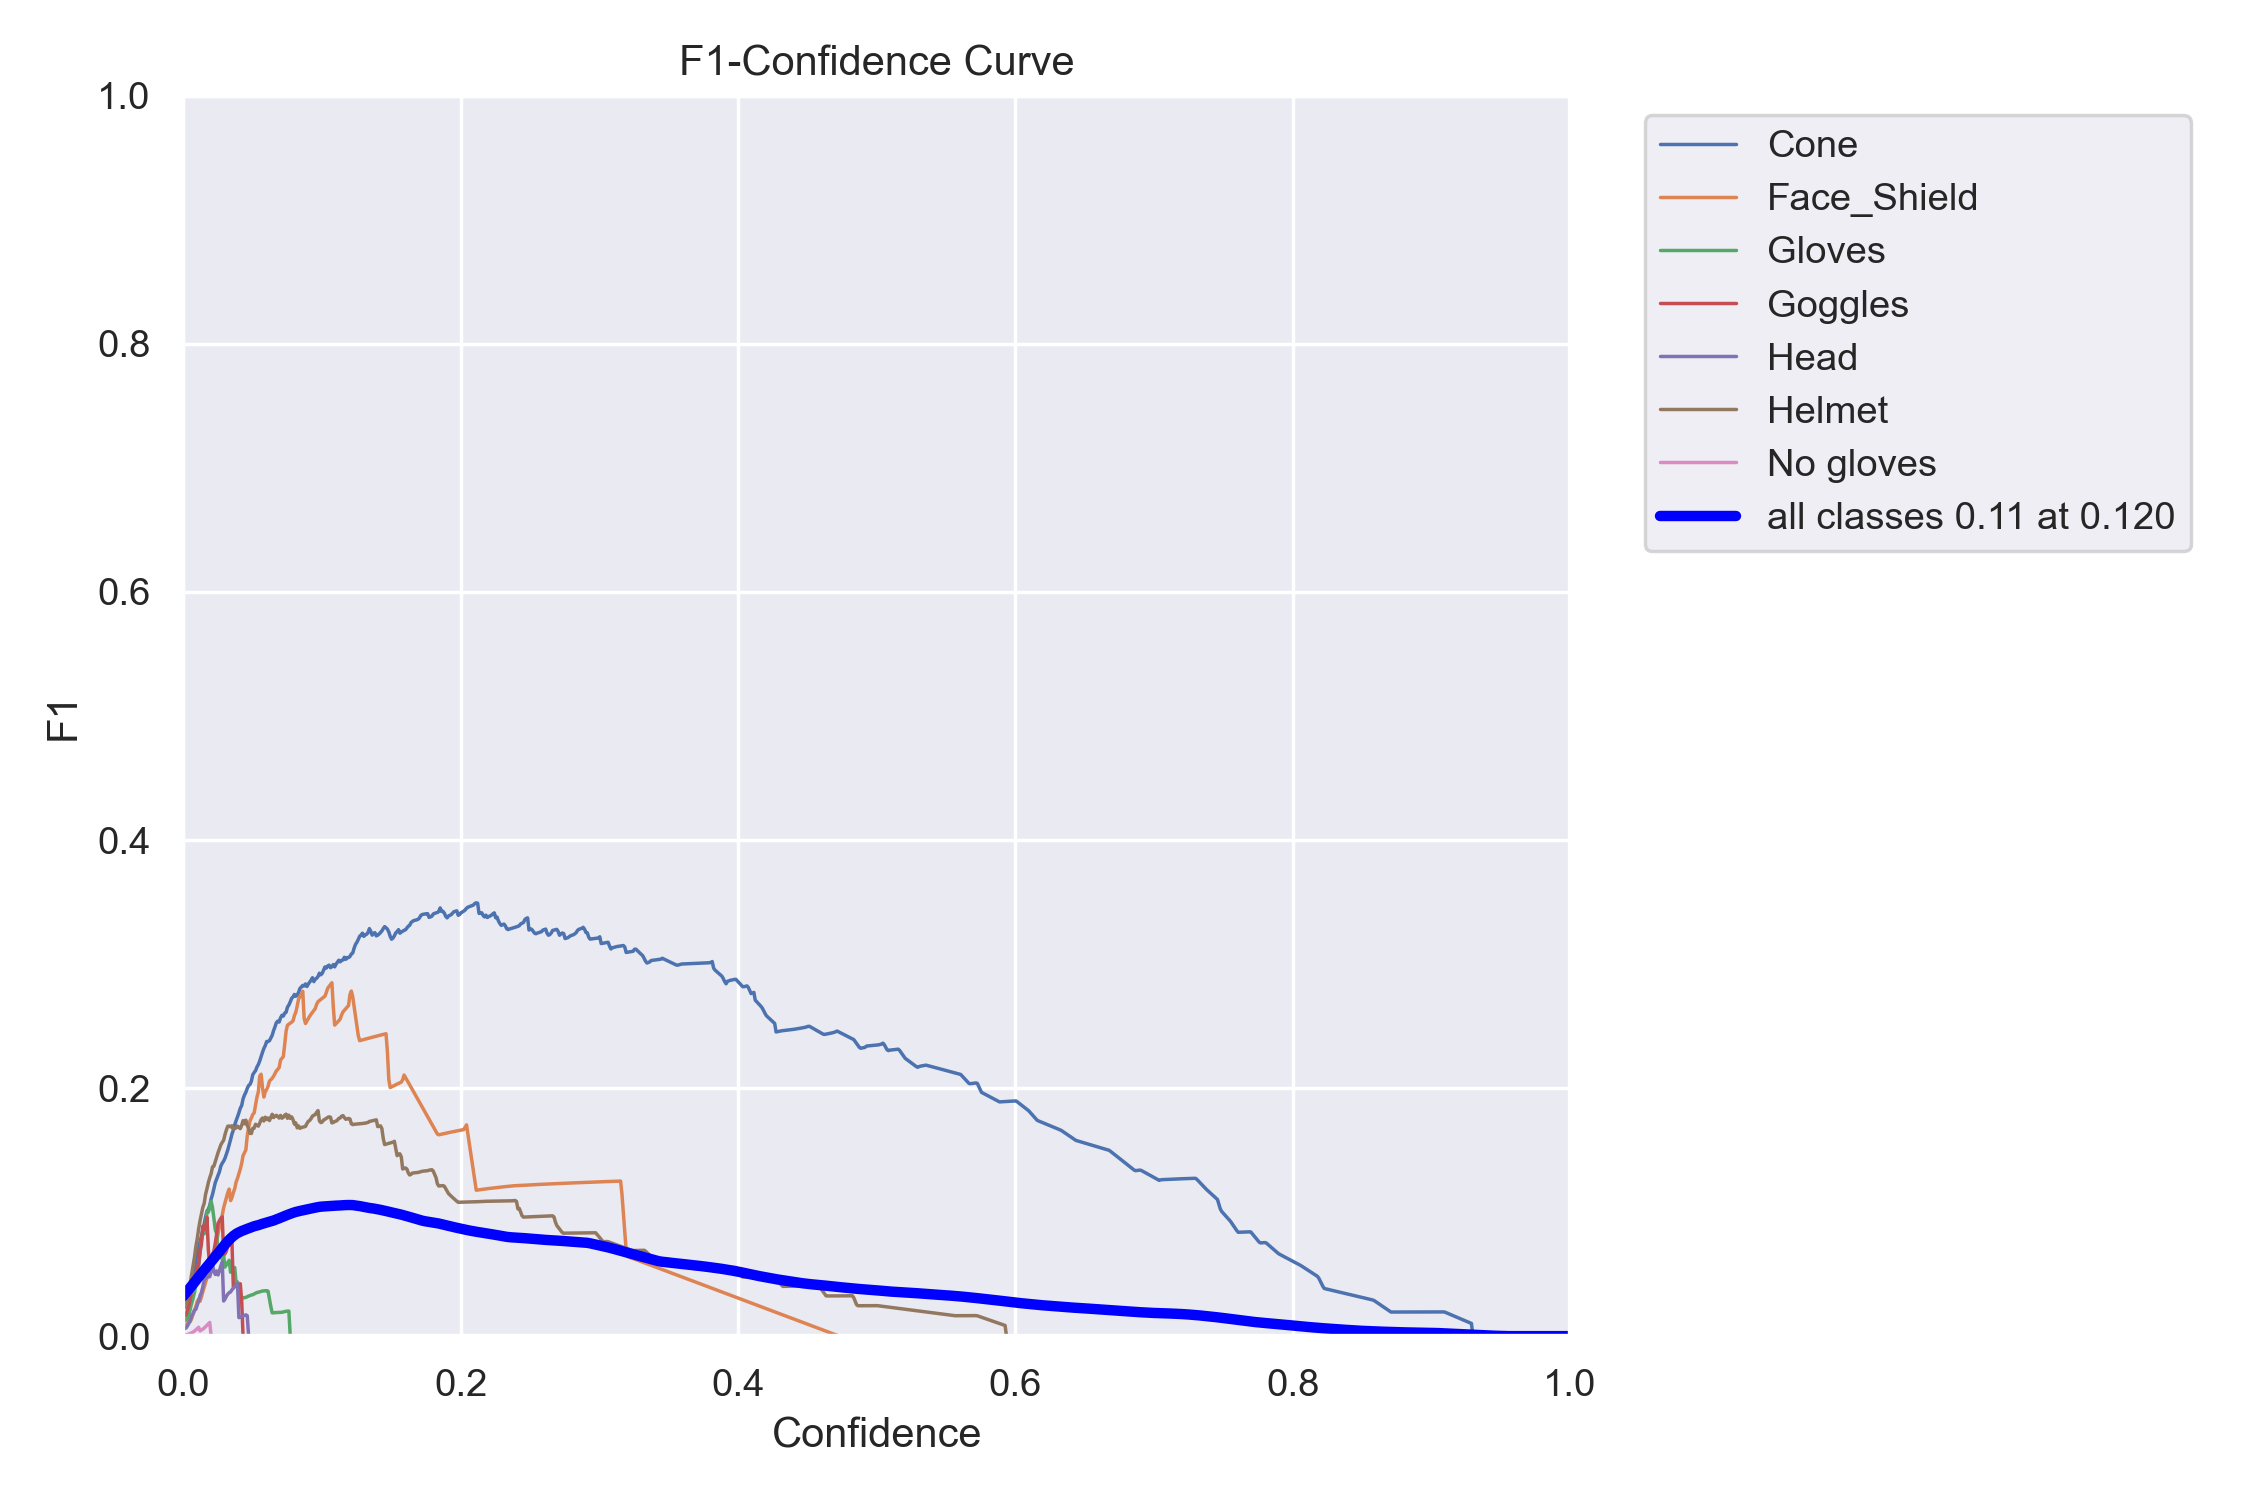 F1-Confidence Curve
1.0
0.8
0.6
0.4
0.2
0.0
F1
0.0 0.2 0.4 0.6 0.8 1.0
Confidence
Cone
Face_Shield
Gloves
Goggles
Head
Helmet
No gloves
all classes 0.11 at 0.120